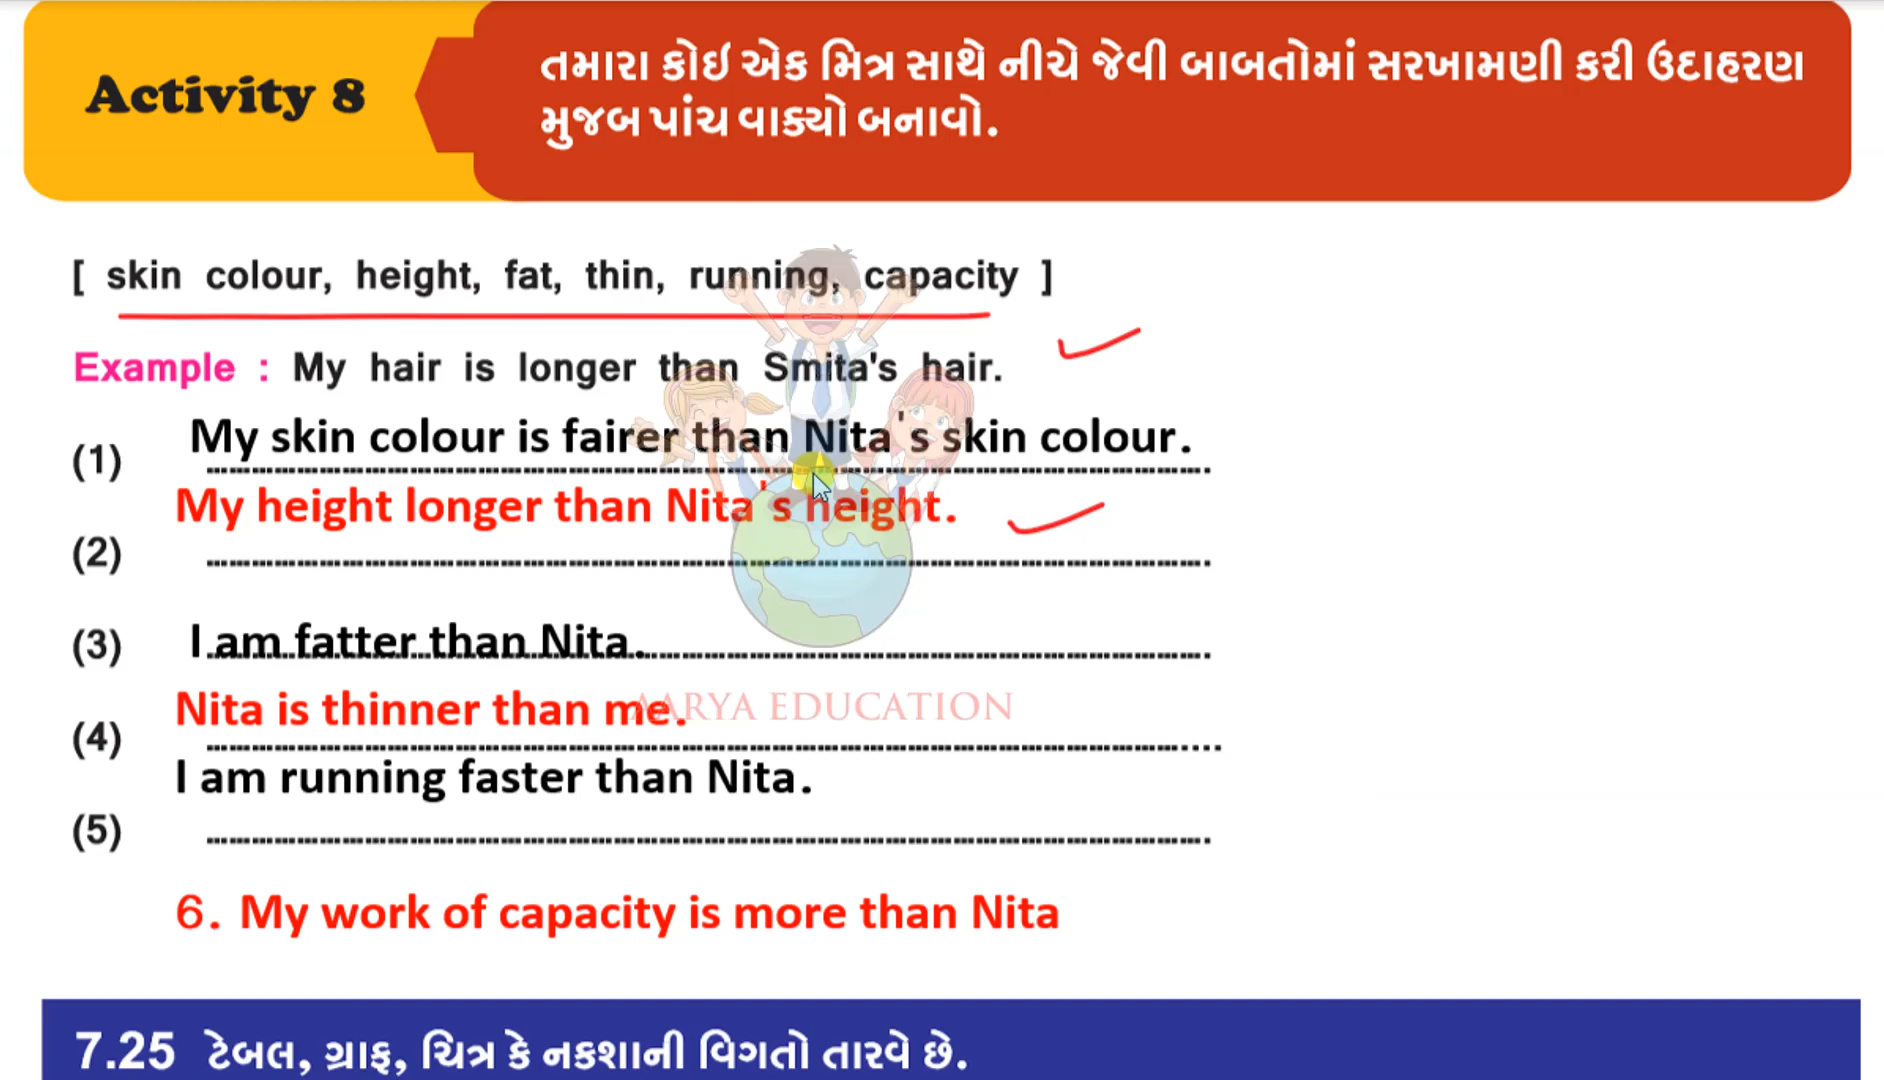 Activity 8
તમારા કોઈ એક મિત્ર સાથે નીચે જેવી બાબતોમાં સરખામણી કરી ઉદાહરણ
મુજબ પાંચ વાક્યો બનાવો.
[ skin colour, height, fat, thin, running, capacity ]
Example : My hair is longer than Smita's hair.
(1) My skin colour is fairer than Nita's skin colour.
(2) My height longer than Nita's height.
(3) I am fatter than Nita.
(4) Nita is thinner than me.
AARYA EDUCATION
(5) I am running faster than Nita.
6. My work of capacity is more than Nita
7.25 ટેબલ, ગ્રાફ, ચિત્ર કે નકશાની વિગતો તારવે છે.